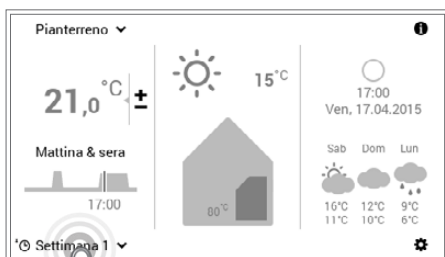 Pianterreno
21,0 °C ±
Mattina & sera
17:00
Settimana 1
15°C
80°C
17:00
Ven, 17.04.2015
Sab Dom Lun
16°C 12°C 9°C
11°C 10°C 6°C